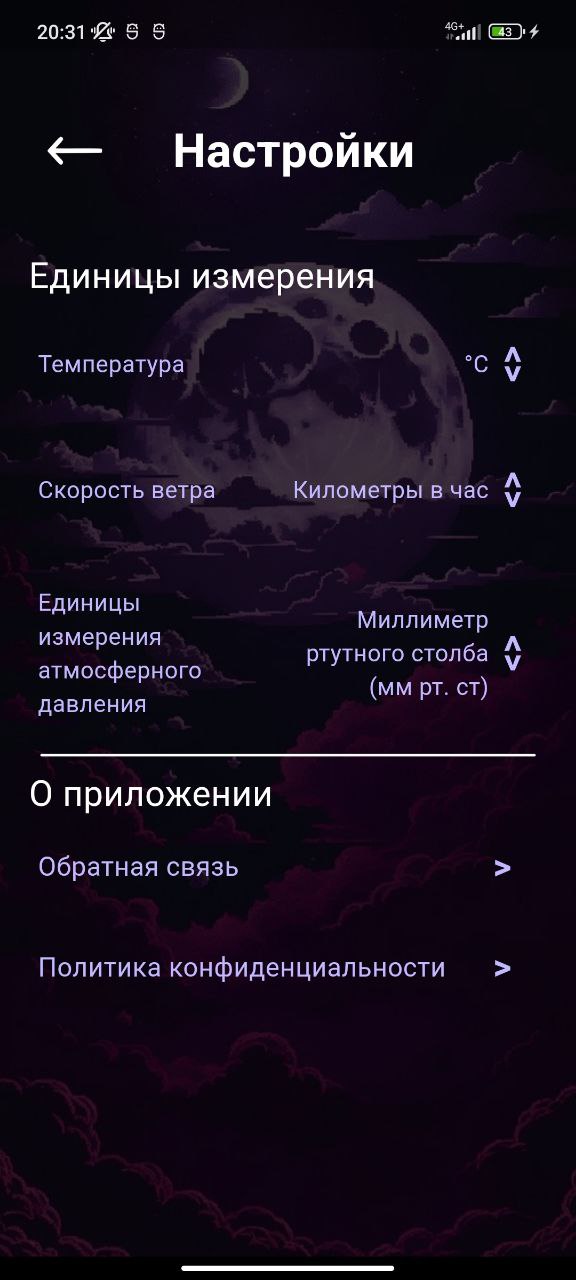 20:31 4G+ 43
Настройки
Единицы измерения
Температура °C
Скорость ветра Километры в час
Единицы
измерения
атмосферного
давления
Миллиметр
ртутного столба
(мм рт. ст)
О приложении
Обратная связь >
Политика конфиденциальности >